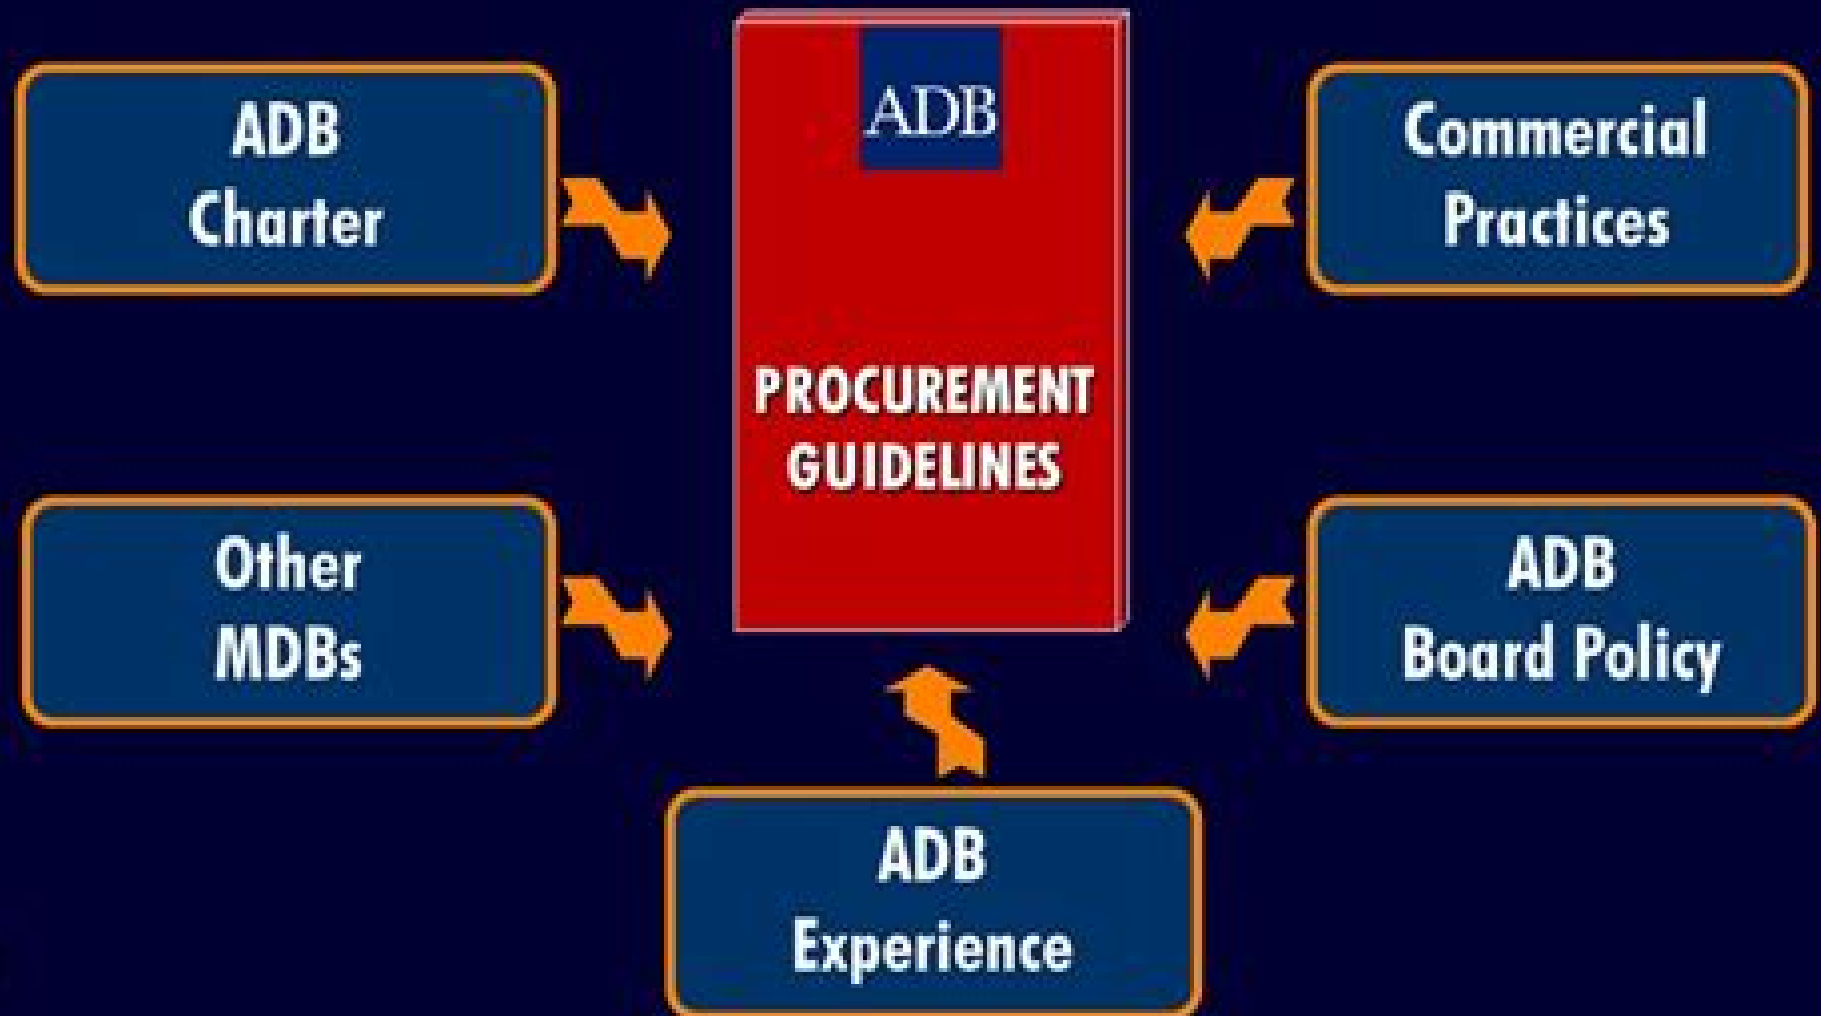 ADB
Charter
ADB
PROCUREMENT
GUIDELINES
Commercial
Practices
Other
MDBs
ADB
Board Policy
ADB
Experience